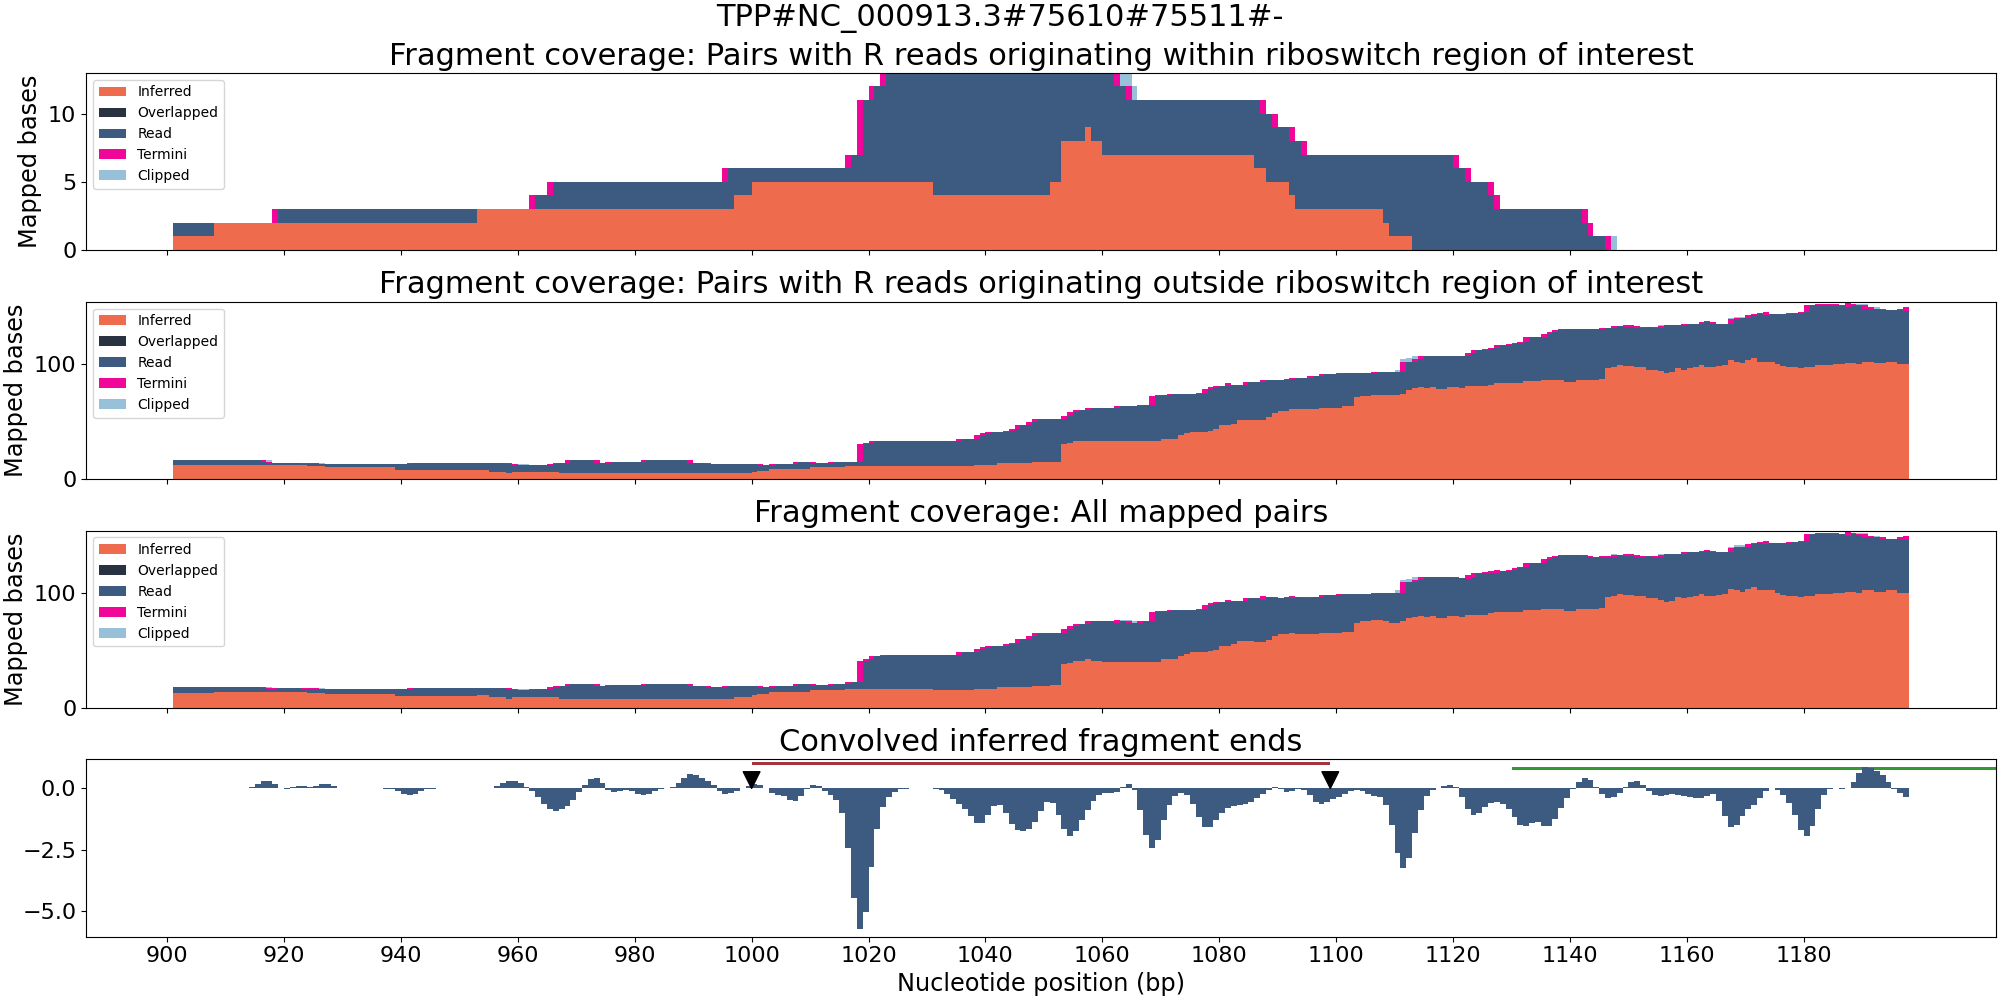 TPP#NC_000913.3#75610#75511#-
Fragment coverage: Pairs with R reads originating within riboswitch region of interest
Mapped bases
10
5
0
Inferred
Overlapped
Read
Termini
Clipped
Fragment coverage: Pairs with R reads originating outside riboswitch region of interest
Mapped bases
100
0
Inferred
Overlapped
Read
Termini
Clipped
Fragment coverage: All mapped pairs
Mapped bases
100
0
Inferred
Overlapped
Read
Termini
Clipped
Convolved inferred fragment ends
0.0
−2.5
−5.0
900 920 940 960 980 1000 1020 1040 1060 1080 1100 1120 1140 1160 1180
Nucleotide position (bp)